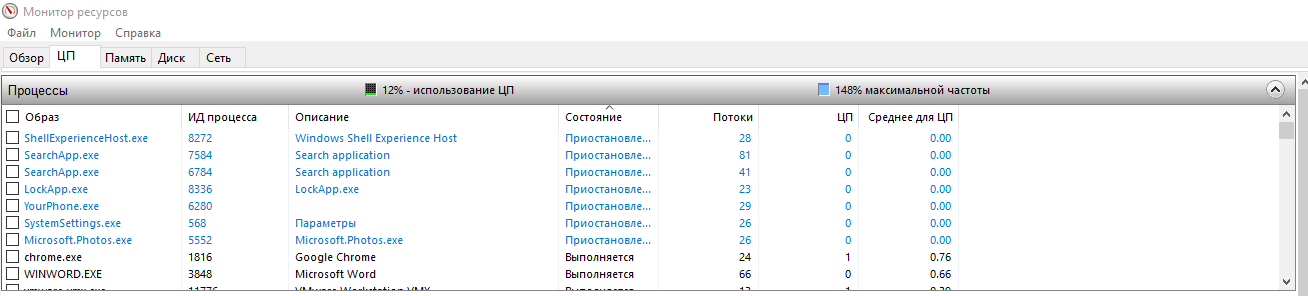 Монитор ресурсов
Файл Монитор Справка
Обзор ЦП Память Диск Сеть
Процессы 12% - использование ЦП 148% максимальной частоты
Образ ИД процесса Описание Состояние Потоки ЦП Среднее для ЦП
ShellExperienceHost.exe 8272 Windows Shell Experience Host Приостановле... 28 0 0.00
SearchApp.exe 7584 Search application Приостановле... 81 0 0.00
SearchApp.exe 6784 Search application Приостановле... 41 0 0.00
LockApp.exe 8336 LockApp.exe Приостановле... 23 0 0.00
YourPhone.exe 6280 Приостановле... 29 0 0.00
SystemSettings.exe 568 Параметры Приостановле... 26 0 0.00
Microsoft.Photos.exe 5552 Microsoft.Photos.exe Приостановле... 26 0 0.00
chrome.exe 1816 Google Chrome Выполняется 24 1 0.76
WINWORD.EXE 3848 Microsoft Word Выполняется 66 0 0.66
vmware-vmx.exe 11776 VMware Workstation VMX Выполняется 13 1 0.39